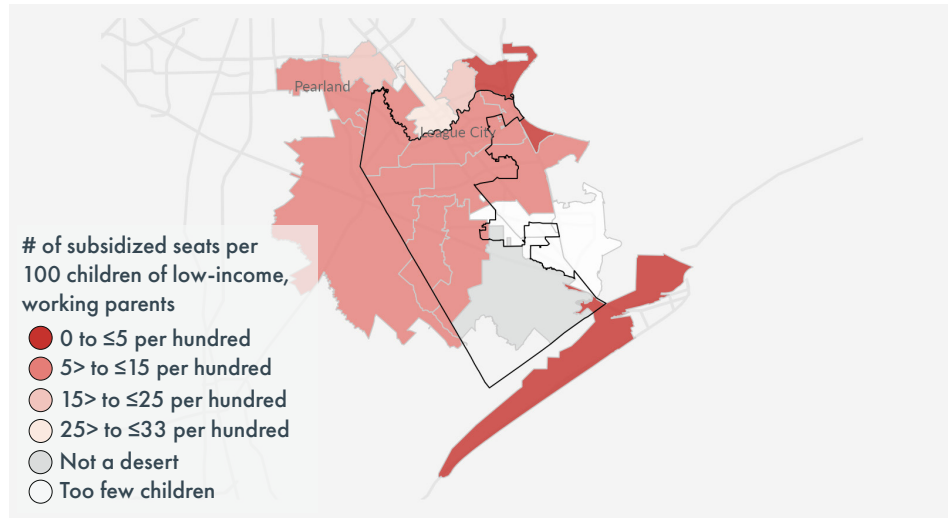 Pearland
League City
# of subsidized seats per
100 children of low-income,
working parents
0 to ≤5 per hundred
5> to ≤15 per hundred
15> to ≤25 per hundred
25> to ≤33 per hundred
Not a desert
Too few children